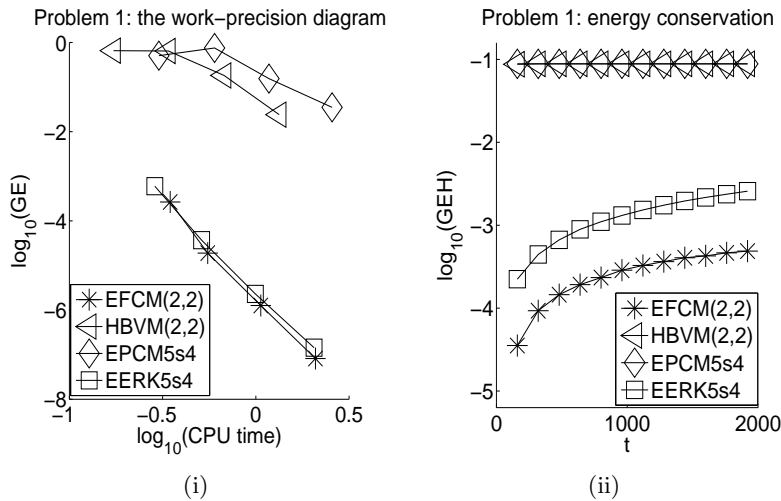 Problem 1: the work−precision diagram
log10(GE)
−0
−2
−4
−6
−8
EFCM(2,2)
HBVM(2,2)
EPCM5s4
EERK5s4
−1
−0.5
0
0.5
log10(CPU time)
(i)
Problem 1: energy conservation
log10(GEH)
−1
−2
−3
−4
−5
EFCM(2,2)
HBVM(2,2)
EPCM5s4
EERK5s4
0
1000
2000
t
(ii)